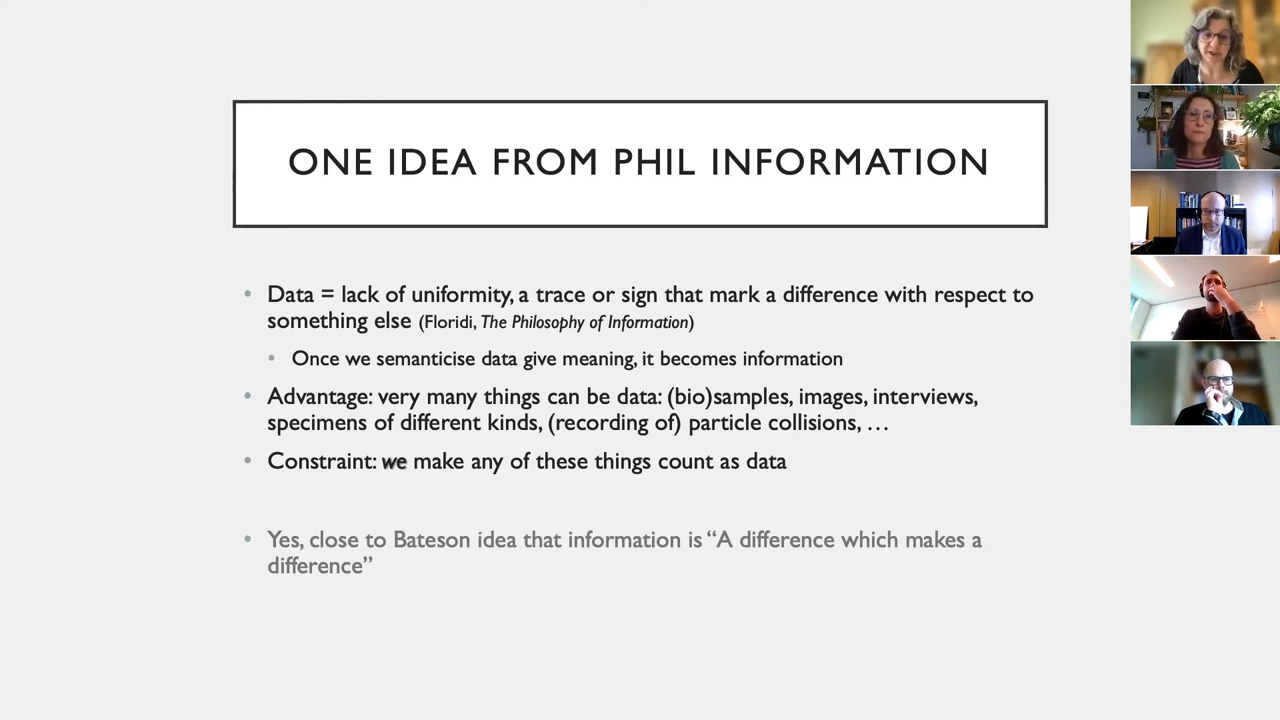 ONE IDEA FROM PHIL INFORMATION
• Data = lack of uniformity, a trace or sign that mark a difference with respect to
something else (Floridi, The Philosophy of Information)
• Once we semanticise data give meaning, it becomes information
• Advantage: very many things can be data: (bio)samples, images, interviews,
specimens of different kinds, (recording of) particle collisions, …
• Constraint: we make any of these things count as data
• Yes, close to Bateson idea that information is “A difference which makes a
difference”